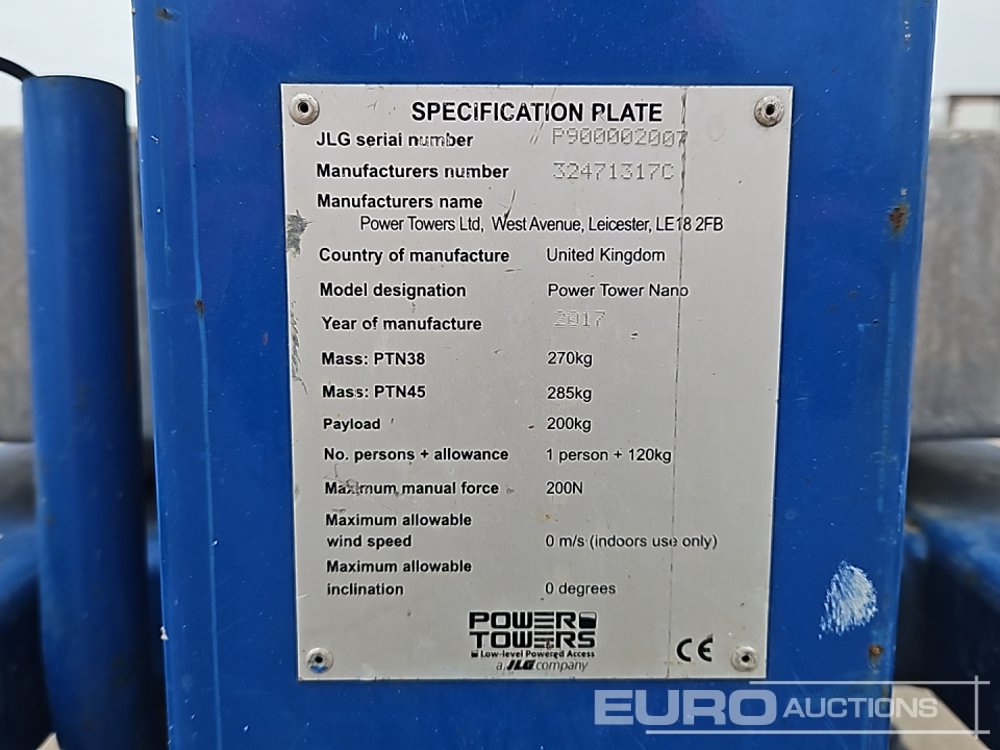 SPECIFICATION PLATE
JLG serial number P900002007
Manufacturers number 32471317C
Manufacturers name
Power Towers Ltd, West Avenue, Leicester, LE18 2FB
Country of manufacture United Kingdom
Model designation Power Tower Nano
Year of manufacture 2017
Mass: PTN38 270kg
Mass: PTN45 285kg
Payload 200kg
No. persons + allowance 1 person + 120kg
Maximum manual force 200N
Maximum allowable
wind speed 0 m/s (indoors use only)
Maximum allowable
inclination 0 degrees
POWER
TOWERS
Low-level Powered Access
a JLG company
CE
EURO AUCTIONS